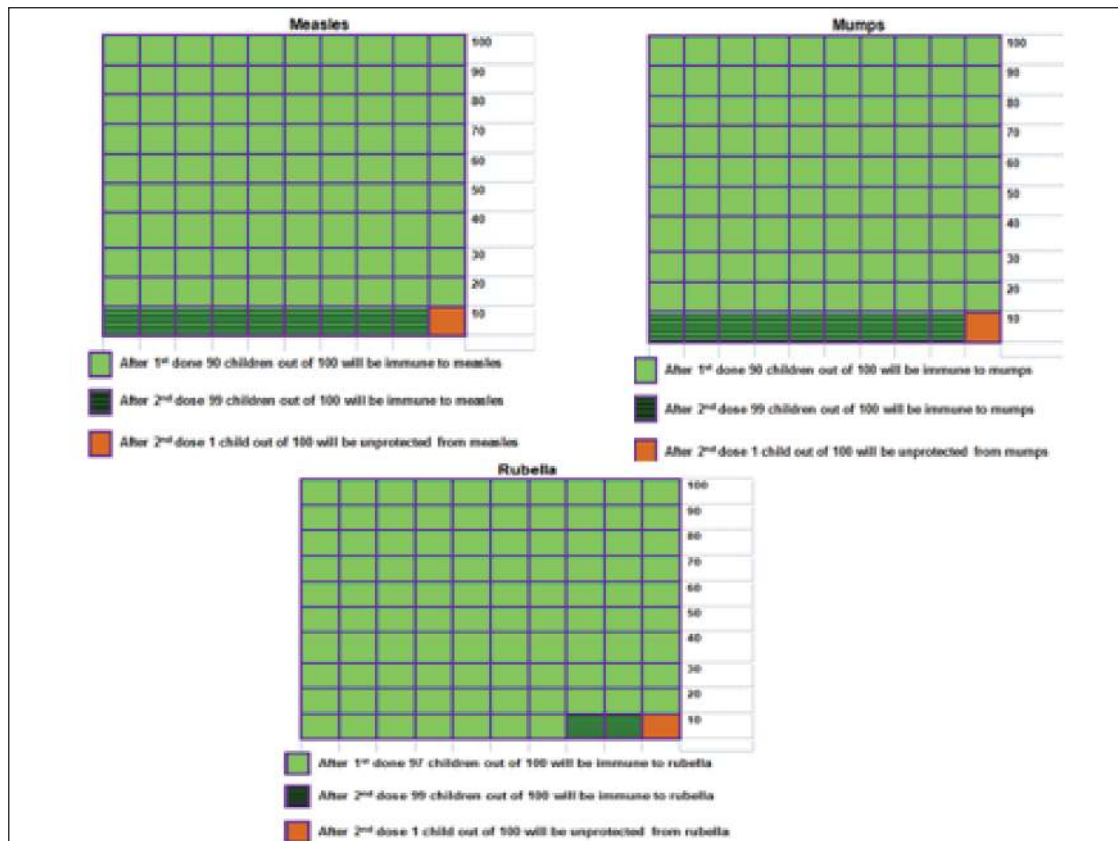 Measles
100
90
80
70
60
50
40
30
20
10
After 1st done 90 children out of 100 will be immune to measles
After 2nd dose 99 children out of 100 will be immune to measles
After 2nd dose 1 child out of 100 will be unprotected from measles
Mumps
100
90
80
70
60
50
40
30
20
10
After 1st done 90 children out of 100 will be immune to mumps
After 2nd dose 99 children out of 100 will be immune to mumps
After 2nd dose 1 child out of 100 will be unprotected from mumps
Rubella
100
90
80
70
60
50
40
30
20
10
After 1st done 97 children out of 100 will be immune to rubella
After 2nd dose 99 children out of 100 will be immune to rubella
After 2nd dose 1 child out of 100 will be unprotected from rubella